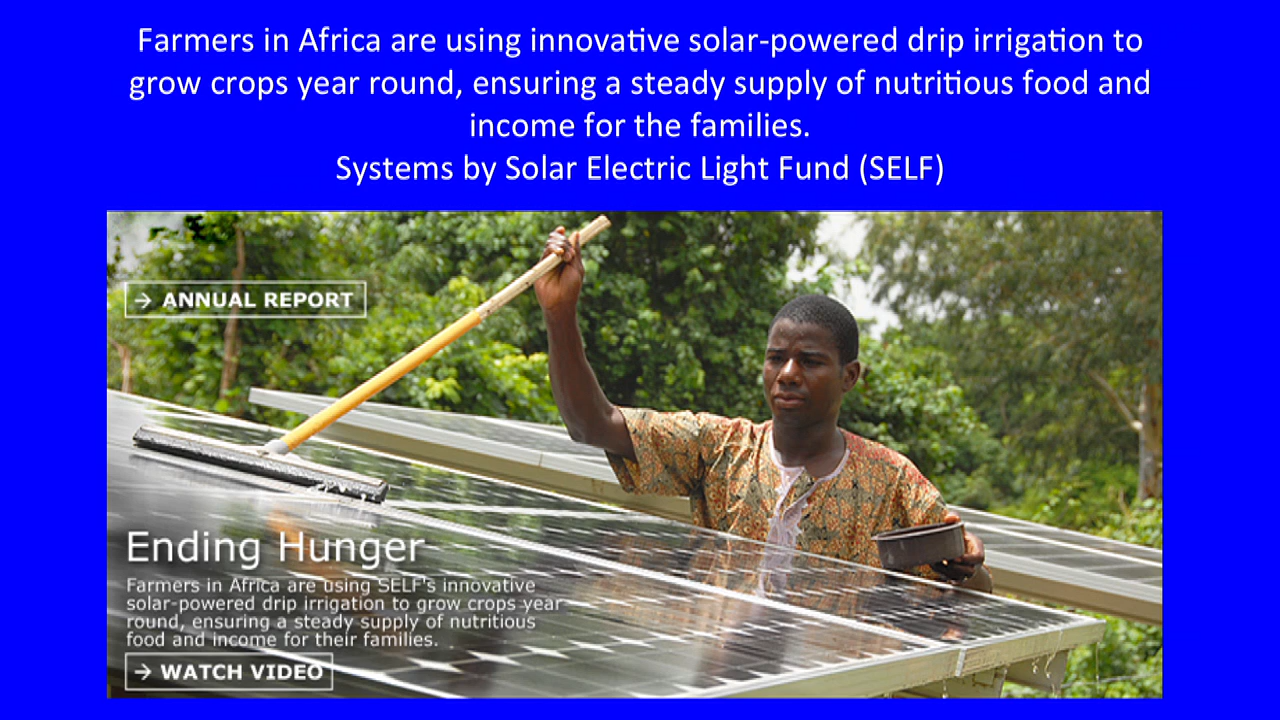 Farmers in Africa are using innovative solar-powered drip irrigation to
grow crops year round, ensuring a steady supply of nutritious food and
income for the families.
Systems by Solar Electric Light Fund (SELF)
→ ANNUAL REPORT
Ending Hunger
Farmers in Africa are using SELF's innovative
solar-powered drip irrigation to grow crops year
round, ensuring a steady supply of nutritious
food and income for their families.
→ WATCH VIDEO